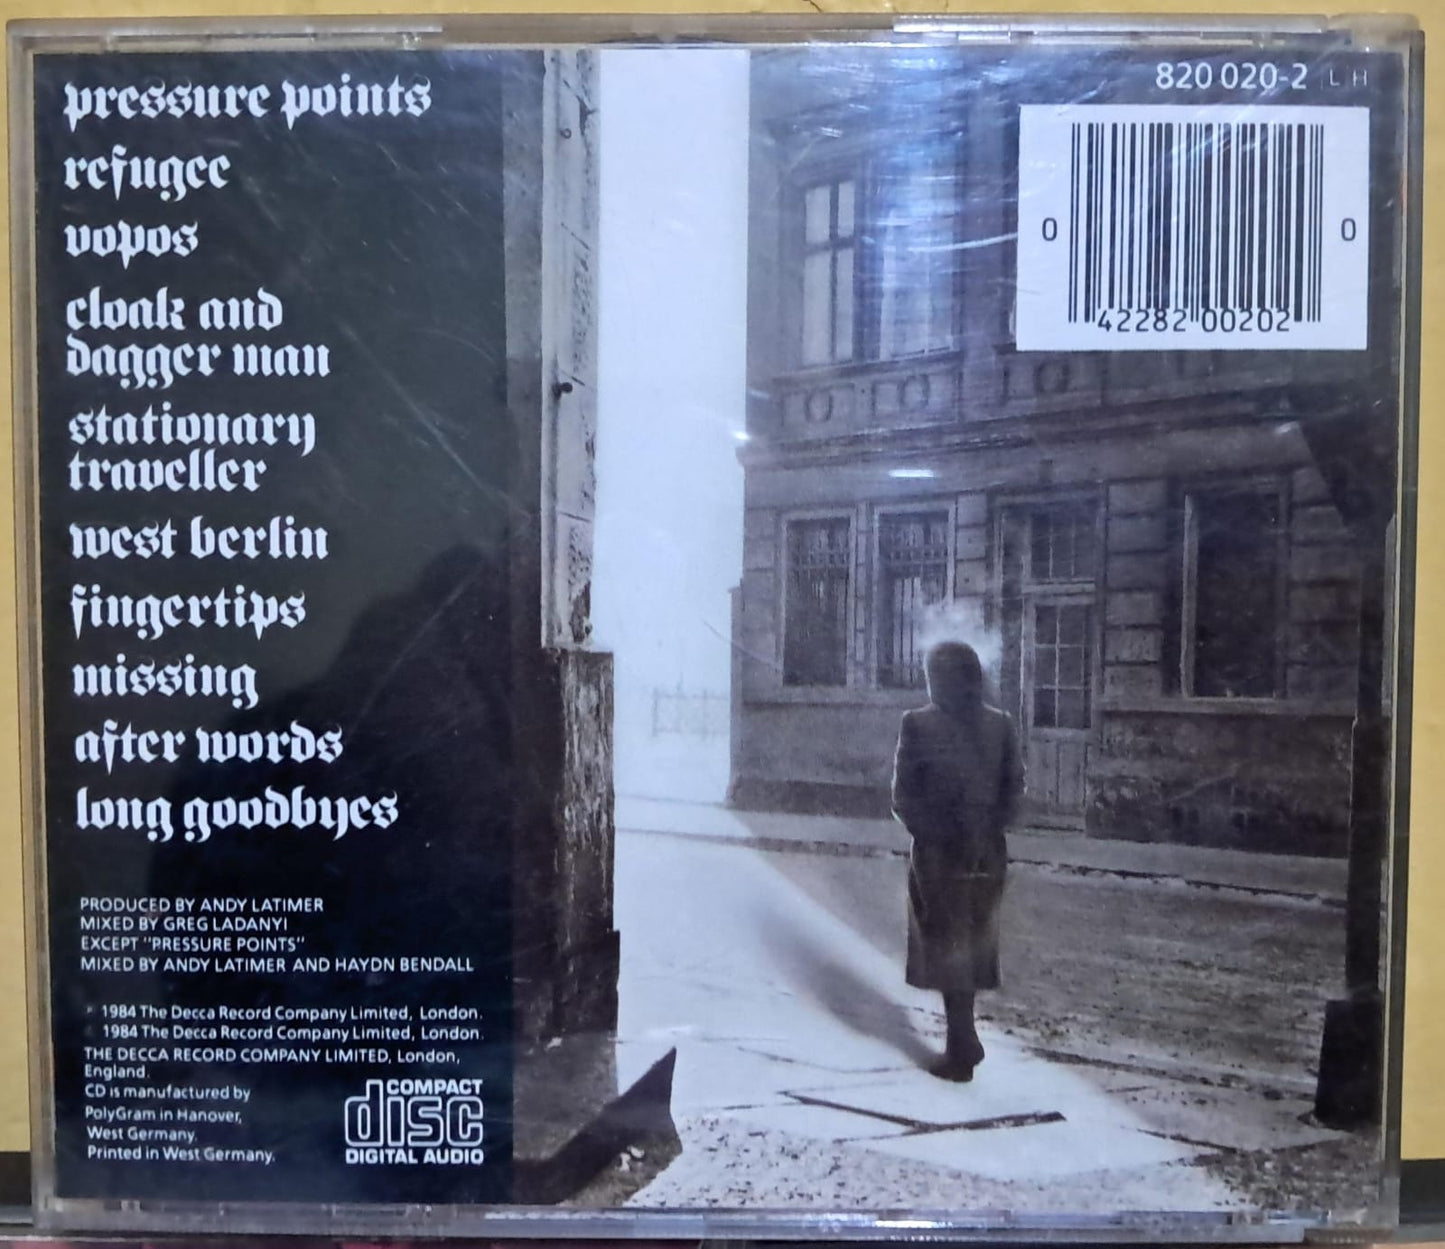 pressure points
refugee
vopos
cloak and
dagger man
stationary
traveller
west berlin
fingertips
missing
after words
long goodbyes
PRODUCED BY ANDY LATIMER
MIXED BY GREG LADANYI
EXCEPT "PRESSURE POINTS"
MIXED BY ANDY LATIMER AND HAYDN BENDALL
1984 The Decca Record Company Limited, London.
1984 The Decca Record Company Limited, London.
THE DECCA RECORD COMPANY LIMITED, London,
England.
CD is manufactured by
PolyGram in Hanover,
West Germany.
Printed in West Germany.
COMPACT
disc
DIGITAL AUDIO
820 020-2 LH
0 42282 00202 0